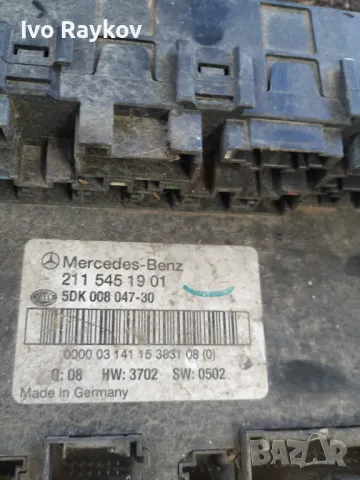 Ivo Raykov
Mercedes-Benz
211 545 19 01
5DK 008 047-30
0000 03 141 15 3831 08 (0)
Q: 08 HW: 3702 SW: 0502
Made in Germany
BAZAR